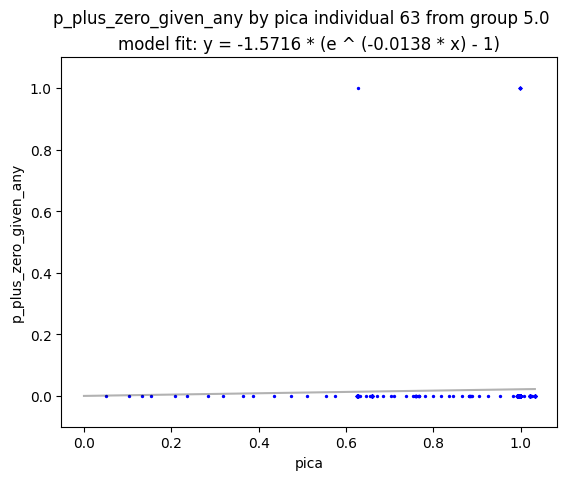 p_plus_zero_given_any by pica individual 63 from group 5.0
model fit: y = -1.5716 * (e ^ (-0.0138 * x) - 1)
1.0
0.8
0.6
0.4
0.2
0.0
p_plus_zero_given_any
0.0 0.2 0.4 0.6 0.8 1.0
pica